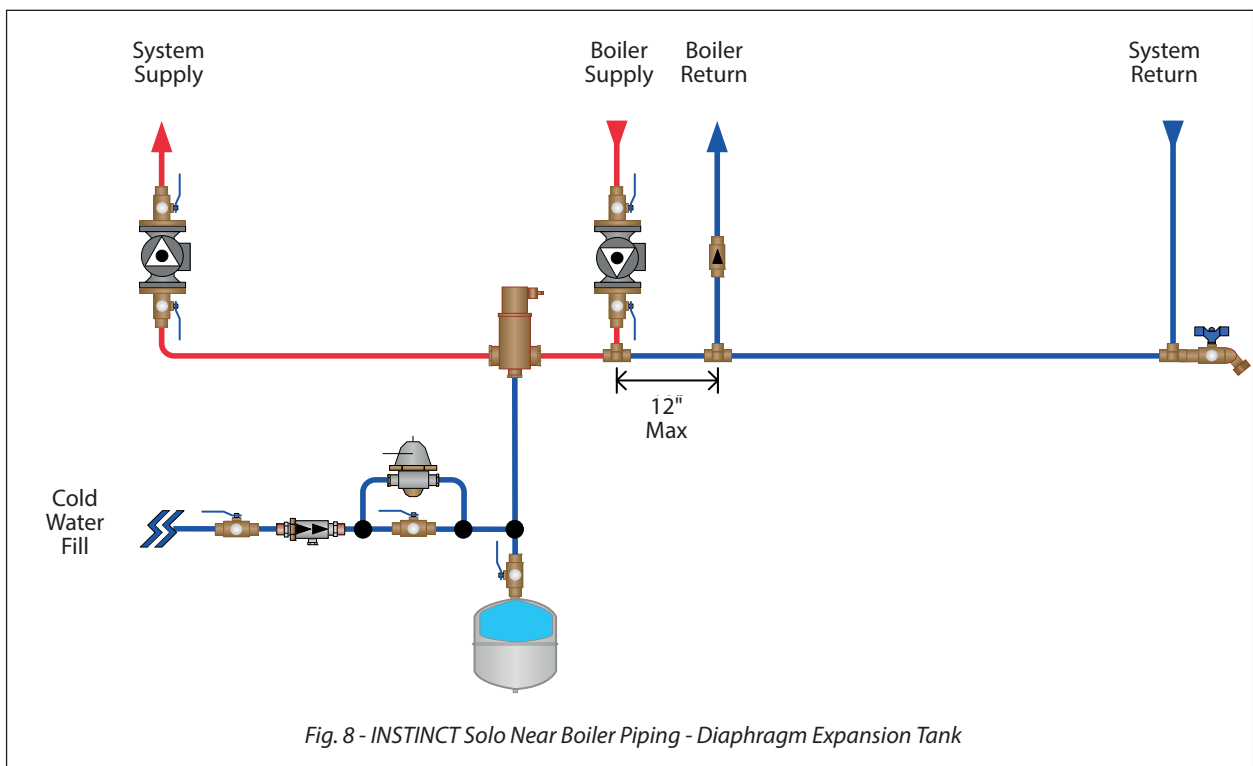 System
Supply
Boiler
Supply
Boiler
Return
System
Return
12"
Max
Cold
Water
Fill
Fig. 8 - INSTINCT Solo Near Boiler Piping - Diaphragm Expansion Tank